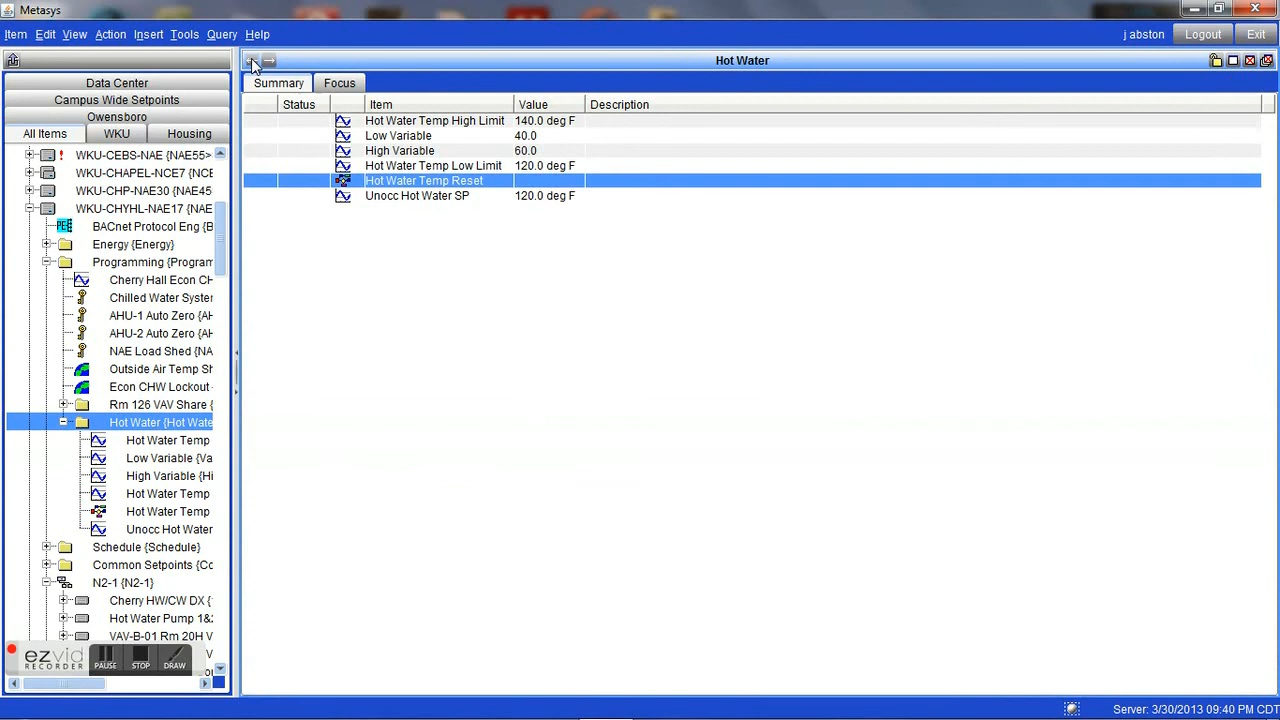 Metasys
Item Edit View Action Insert Tools Query Help
j abston Logout Exit
Data Center
Campus Wide Setpoints
Owensboro
All Items WKU Housing
WKU-CEBS-NAE {NAE55>
WKU-CHAPEL-NCE7 {NCE
WKU-CHP-NAE30 {NAE45
WKU-CHYHL-NAE17 {NAE
BACnet Protocol Eng {B
Energy {Energy}
Programming {Program
Cherry Hall Econ CH
Chilled Water Syster
AHU-1 Auto Zero {AH
AHU-2 Auto Zero {AH
NAE Load Shed {NA
Outside Air Temp Sh
Econ CHW Lockout
Rm 126 VAV Share {
Hot Water {Hot Wate
Hot Water Temp
Low Variable {Va
High Variable {Hi
Hot Water Temp
Hot Water Temp
Unocc Hot Water
Schedule {Schedule}
Common Setpoints {Co
N2-1 {N2-1}
Cherry HW/CW DX {
Hot Water Pump 1&2
VAV-B-01 Rm 20H V
ezvid
RECORDER
PAUSE STOP DRAW
Hot Water
Summary Focus
Status Item Value Description
Hot Water Temp High Limit 140.0 deg F
Low Variable 40.0
High Variable 60.0
Hot Water Temp Low Limit 120.0 deg F
Hot Water Temp Reset
Unocc Hot Water SP 120.0 deg F
Server: 3/30/2013 09:40 PM CDT